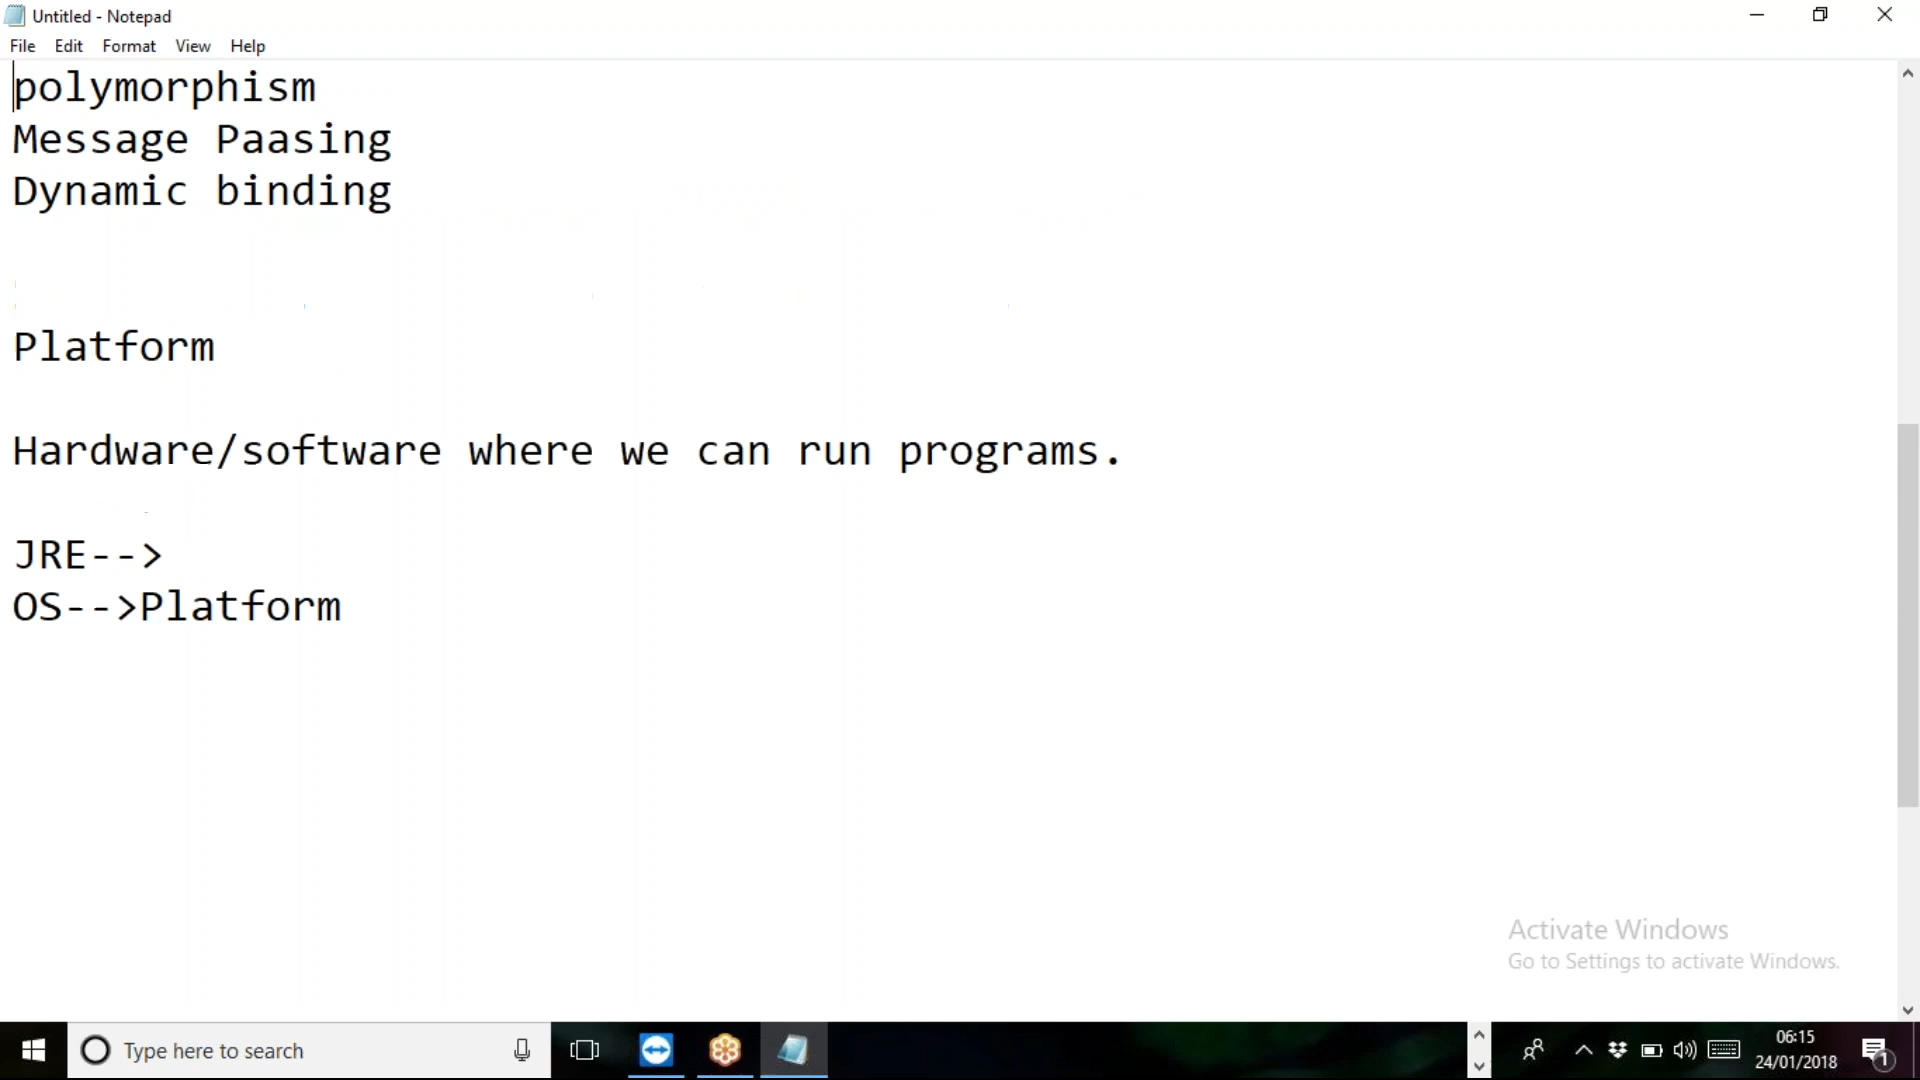 Untitled - Notepad
File Edit Format View Help
polymorphism
Message Paasing
Dynamic binding
Platform
Hardware/software where we can run programs.
JRE-->
OS-->Platform
Activate Windows
Go to Settings to activate Windows.
Type here to search
06:15
24/01/2018
1